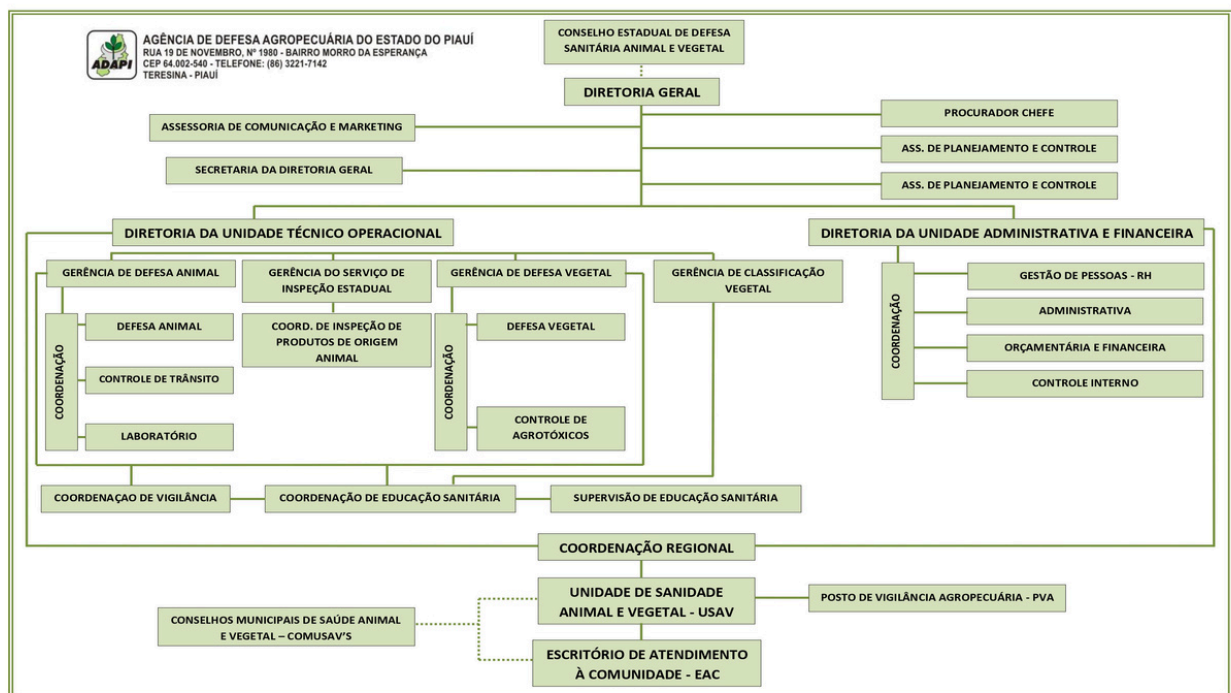 ADAPI
AGÊNCIA DE DEFESA AGROPECUÁRIA DO ESTADO DO PIAUÍ
RUA 19 DE NOVEMBRO, Nº 1980 - BAIRRO MORRO DA ESPERANÇA
CEP 64.002-540 - TELEFONE: (86) 3221-7142
TERESINA - PIAUÍ
CONSELHO ESTADUAL DE DEFESA
SANITÁRIA ANIMAL E VEGETAL
DIRETORIA GERAL
ASSESSORIA DE COMUNICAÇÃO E MARKETING
PROCURADOR CHEFE
ASS. DE PLANEJAMENTO E CONTROLE
SECRETARIA DA DIRETORIA GERAL
ASS. DE PLANEJAMENTO E CONTROLE
DIRETORIA DA UNIDADE TÉCNICO OPERACIONAL
DIRETORIA DA UNIDADE ADMINISTRATIVA E FINANCEIRA
GERÊNCIA DE DEFESA ANIMAL
GERÊNCIA DO SERVIÇO DE
INSPEÇÃO ESTADUAL
GERÊNCIA DE DEFESA VEGETAL
GERÊNCIA DE CLASSIFICAÇÃO
VEGETAL
COORDENAÇÃO
DEFESA ANIMAL
CONTROLE DE TRÂNSITO
LABORATÓRIO
COORD. DE INSPEÇÃO DE
PRODUTOS DE ORIGEM
ANIMAL
COORDENAÇÃO
DEFESA VEGETAL
CONTROLE DE
AGROTÓXICOS
COORDENAÇÃO
GESTÃO DE PESSOAS - RH
ADMINISTRATIVA
ORÇAMENTÁRIA E FINANCEIRA
CONTROLE INTERNO
COORDENAÇAO DE VIGILÂNCIA
COORDENAÇÃO DE EDUCAÇÃO SANITÁRIA
SUPERVISÃO DE EDUCAÇÃO SANITÁRIA
COORDENAÇÃO REGIONAL
UNIDADE DE SANIDADE
ANIMAL E VEGETAL - USAV
POSTO DE VIGILÂNCIA AGROPECUÁRIA - PVA
CONSELHOS MUNICIPAIS DE SAÚDE ANIMAL
E VEGETAL – COMUSAV'S
ESCRITÓRIO DE ATENDIMENTO
À COMUNIDADE - EAC